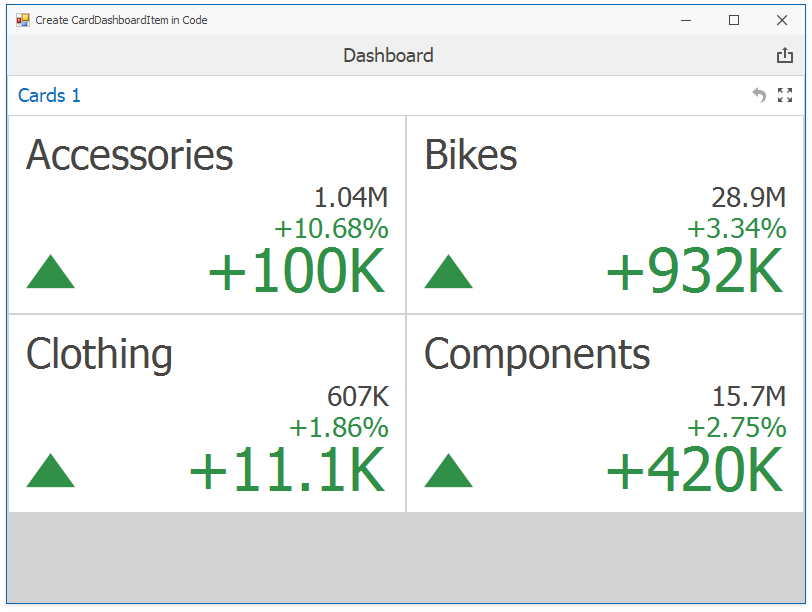 Create CardDashboardItem in Code
Dashboard
Cards 1
Accessories
1.04M
+10.68%
+100K
Bikes
28.9M
+3.34%
+932K
Clothing
607K
+1.86%
+11.1K
Components
15.7M
+2.75%
+420K